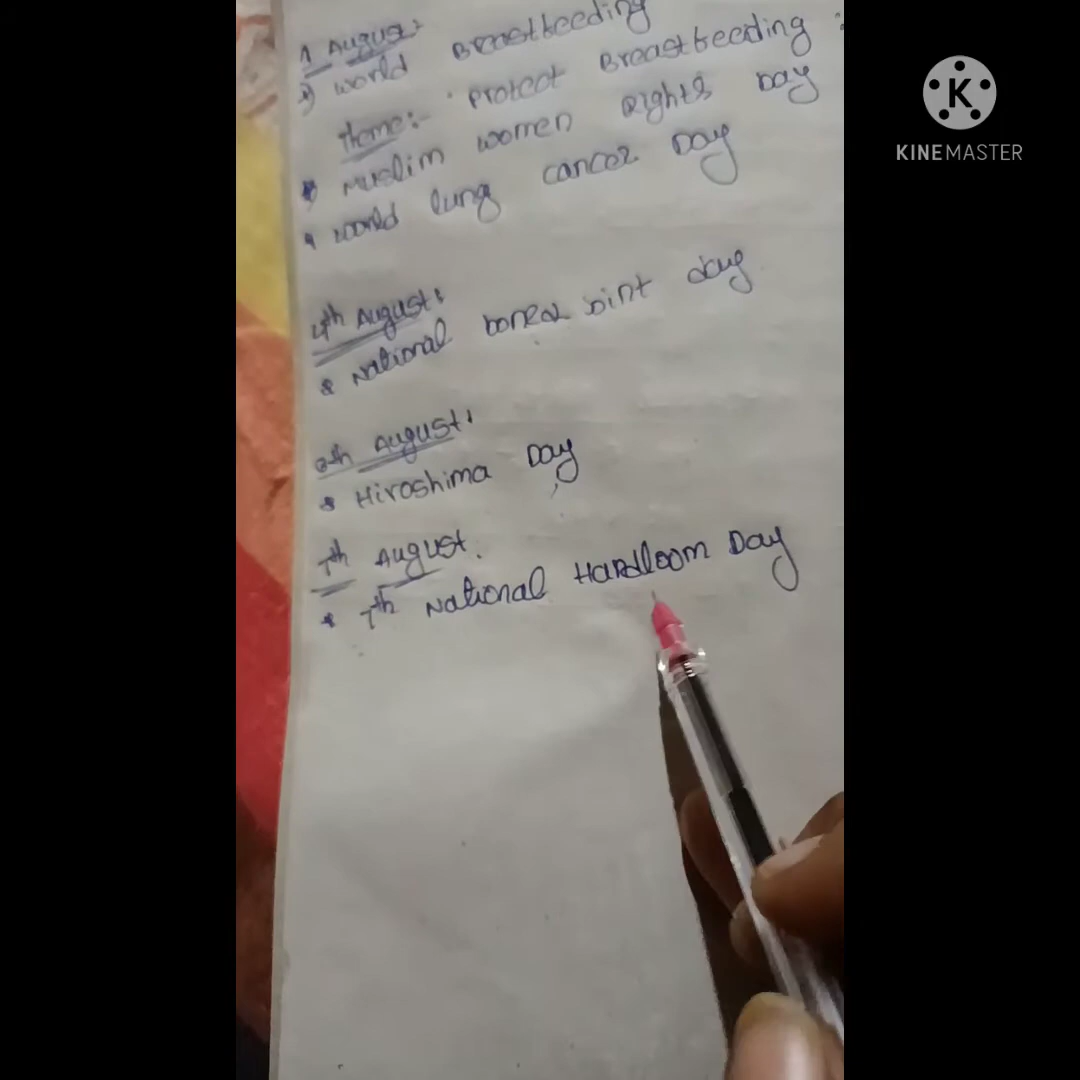 1 August:
World Breastfeeding
Theme:- Protect Breastfeeding :
Muslim women Rights Day
World lung cancer Day
4th August:
National bonea Joint day
6th August:
Hiroshima Day
7th August.
7th National Handloom Day
K
KINEMASTER